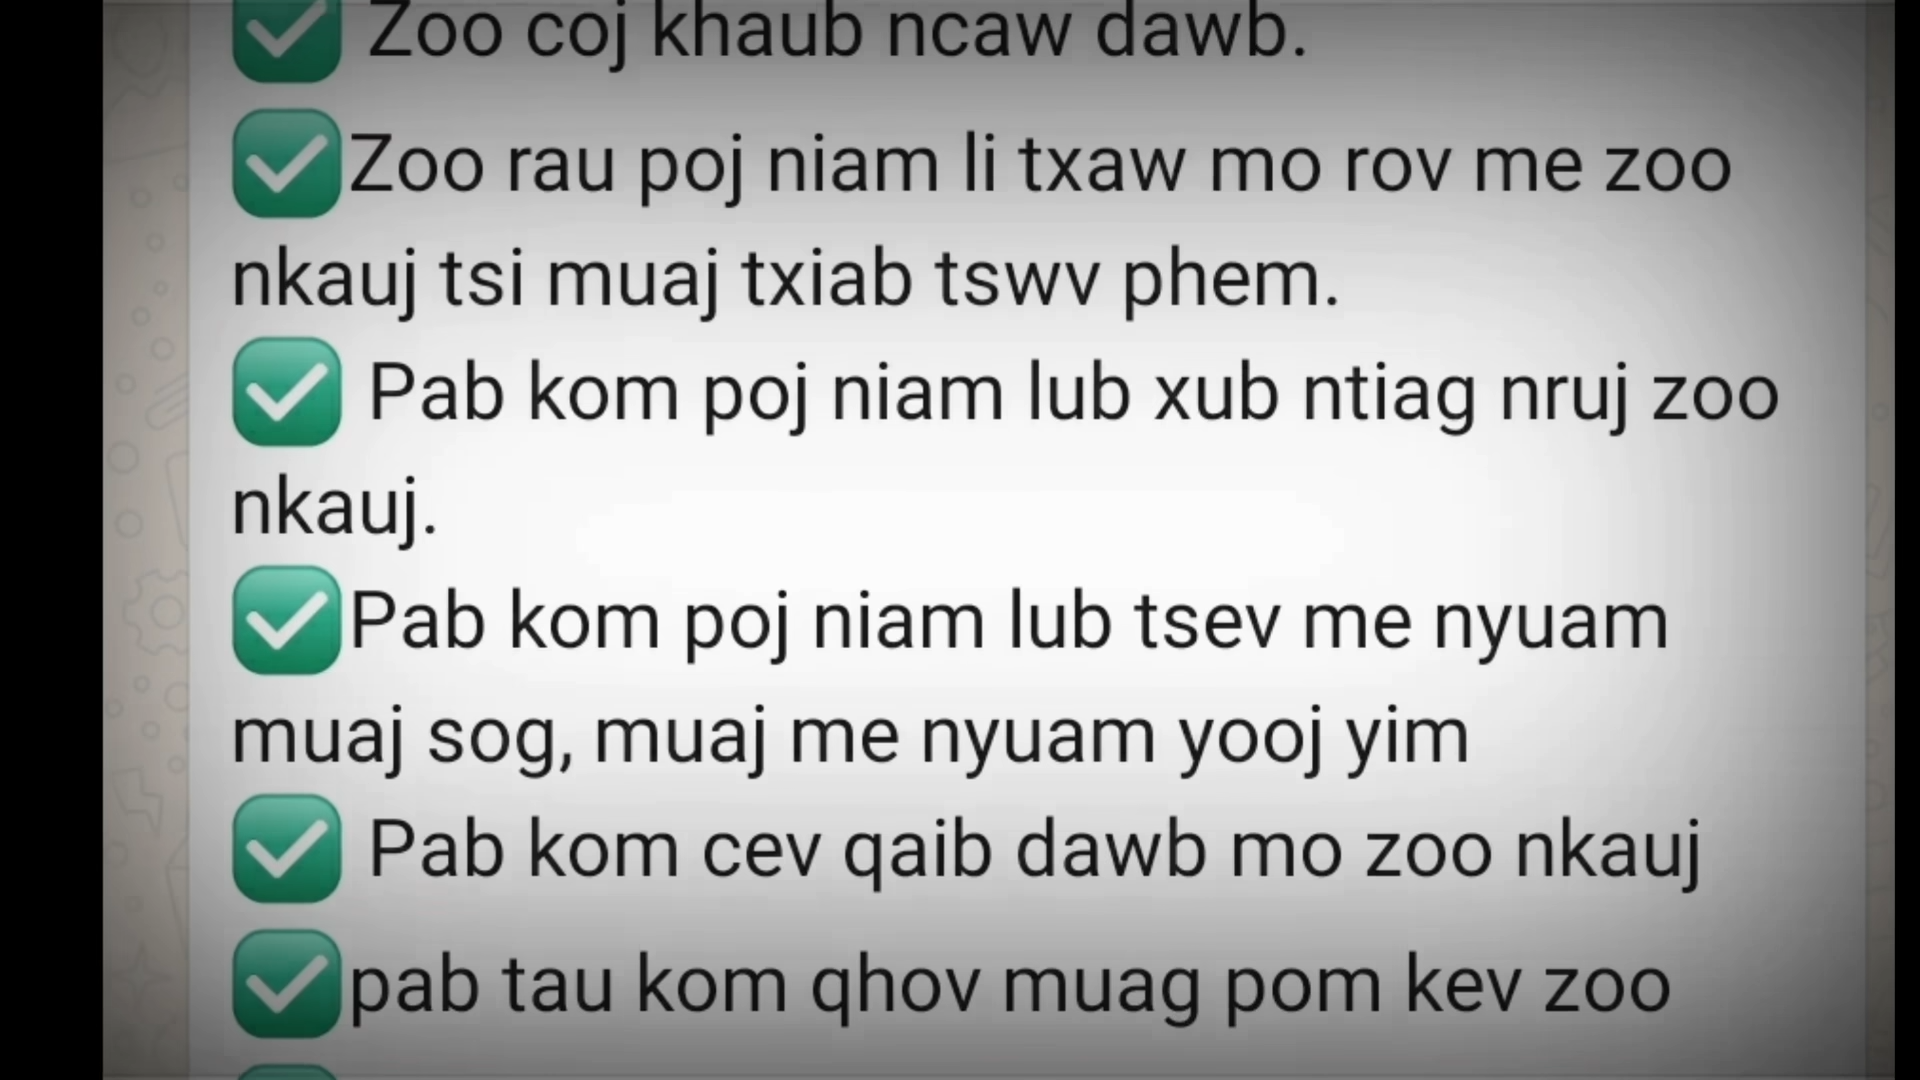 ✅ Zoo coj khaub ncaw dawb.
✅Zoo rau poj niam li txaw mo rov me zoo
nkauj tsi muaj txiab tswv phem.
✅ Pab kom poj niam lub xub ntiag nruj zoo
nkauj.
✅Pab kom poj niam lub tsev me nyuam
muaj sog, muaj me nyuam yooj yim
✅ Pab kom cev qaib dawb mo zoo nkauj
✅pab tau kom qhov muag pom kev zoo